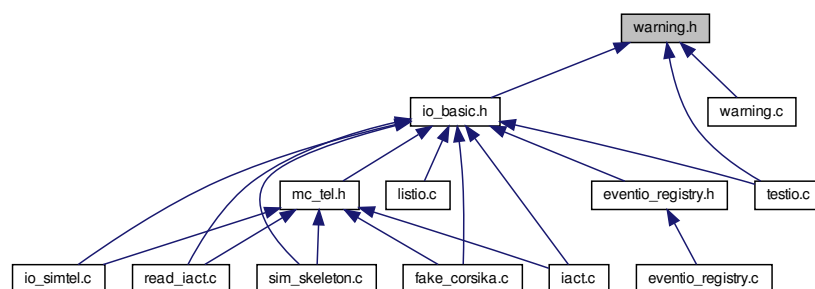 warning.h
io_basic.h
warning.c
mc_tel.h
listio.c
eventio_registry.h
testio.c
io_simtel.c
read_iact.c
sim_skeleton.c
fake_corsika.c
iact.c
eventio_registry.c